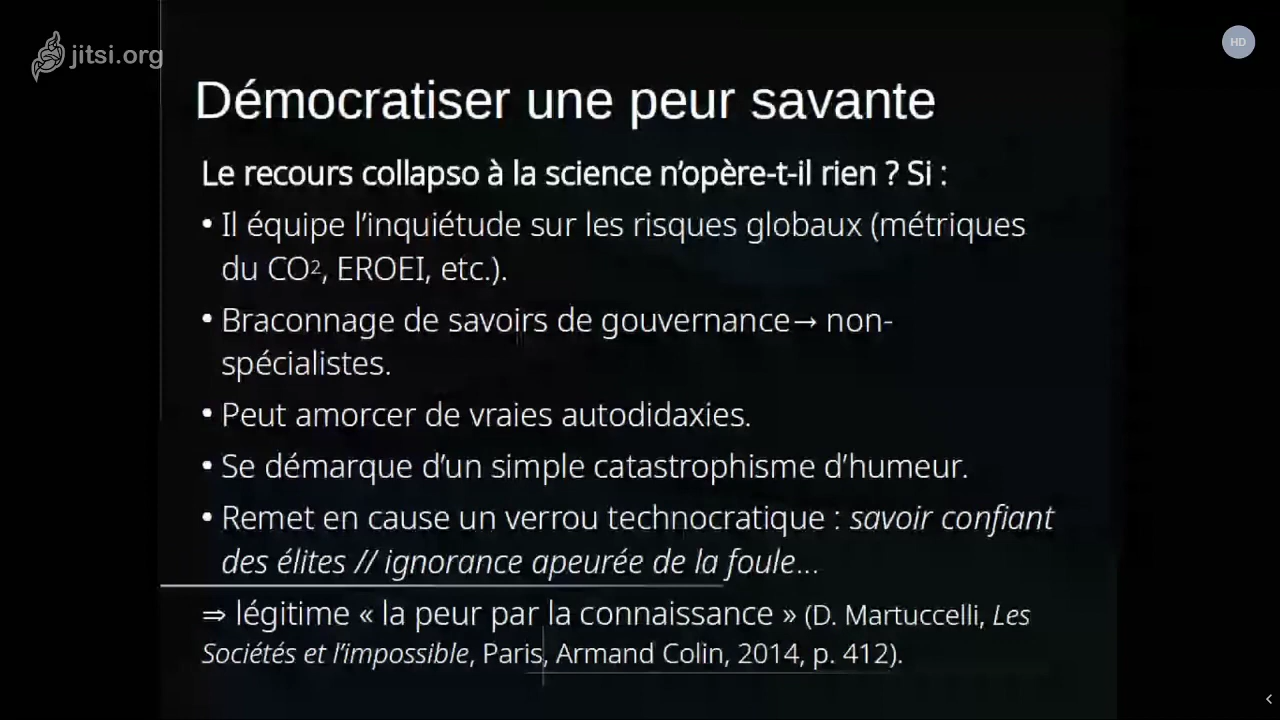 jitsi.org
HD
Démocratiser une peur savante
Le recours collapso à la science n’opère-t-il rien ? Si :
• Il équipe l’inquiétude sur les risques globaux (métriques
du CO², EROEI, etc.).
• Braconnage de savoirs de gouvernance→ non-
spécialistes.
• Peut amorcer de vraies autodidaxies.
• Se démarque d’un simple catastrophisme d’humeur.
• Remet en cause un verrou technocratique : savoir confiant
des élites // ignorance apeurée de la foule...
⇒ légitime « la peur par la connaissance » (D. Martuccelli, Les
Sociétés et l’impossible, Paris, Armand Colin, 2014, p. 412).